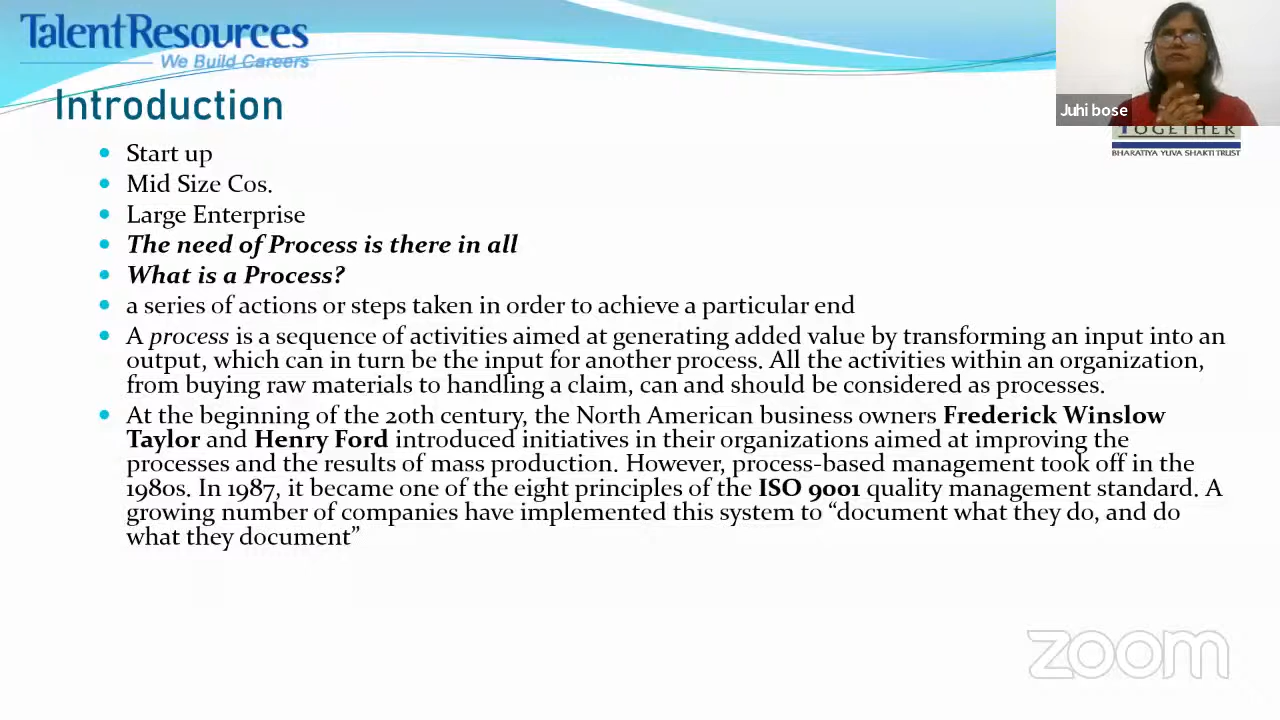 TalentResources
We Build Careers
Introduction
Juhi bose
TOGETHER
BHARATIYA YUVA SHAKTI TRUST
Start up
Mid Size Cos.
Large Enterprise
The need of Process is there in all
What is a Process?
a series of actions or steps taken in order to achieve a particular end
A process is a sequence of activities aimed at generating added value by transforming an input into an
output, which can in turn be the input for another process. All the activities within an organization,
from buying raw materials to handling a claim, can and should be considered as processes.
At the beginning of the 20th century, the North American business owners Frederick Winslow
Taylor and Henry Ford introduced initiatives in their organizations aimed at improving the
processes and the results of mass production. However, process-based management took off in the
1980s. In 1987, it became one of the eight principles of the ISO 9001 quality management standard. A
growing number of companies have implemented this system to “document what they do, and do
what they document”
zoom